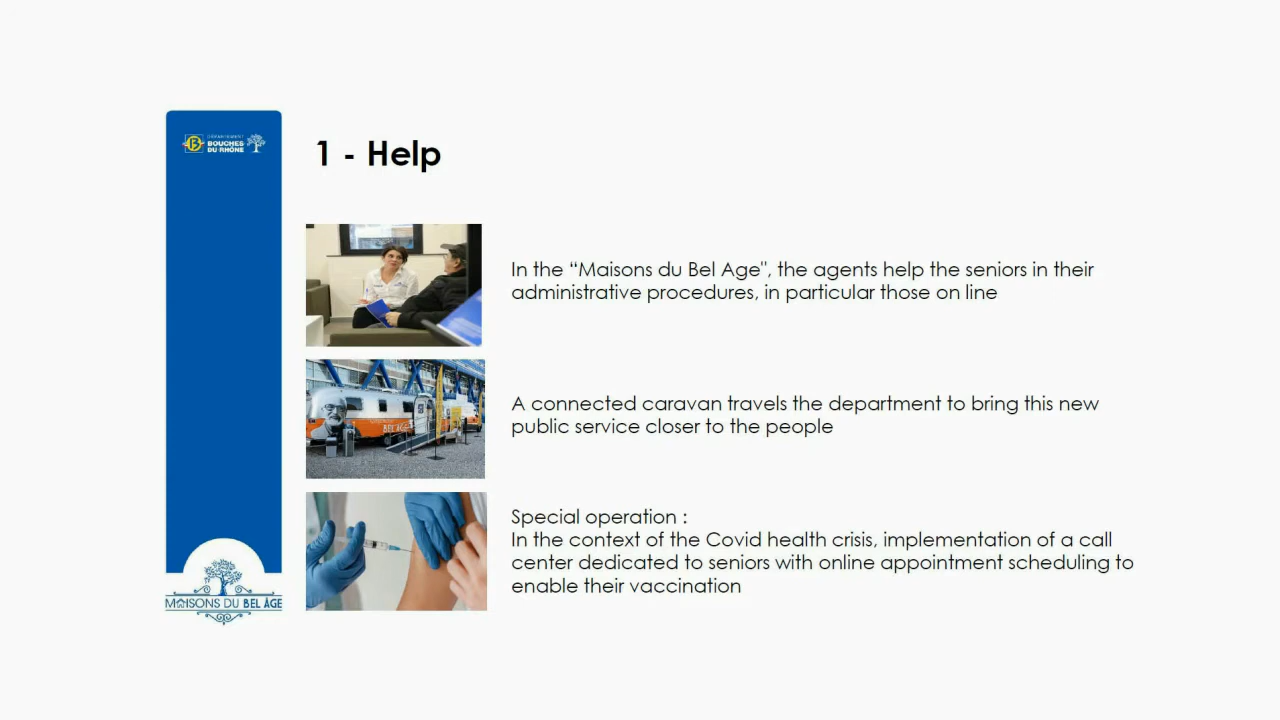 DÉPARTEMENT
BOUCHES
DU RHÔNE
1 - Help
In the “Maisons du Bel Age", the agents help the seniors in their
administrative procedures, in particular those on line
BEL AGE
A connected caravan travels the department to bring this new
public service closer to the people
Special operation :
In the context of the Covid health crisis, implementation of a call
center dedicated to seniors with online appointment scheduling to
enable their vaccination
MAISONS DU BEL ÂGE